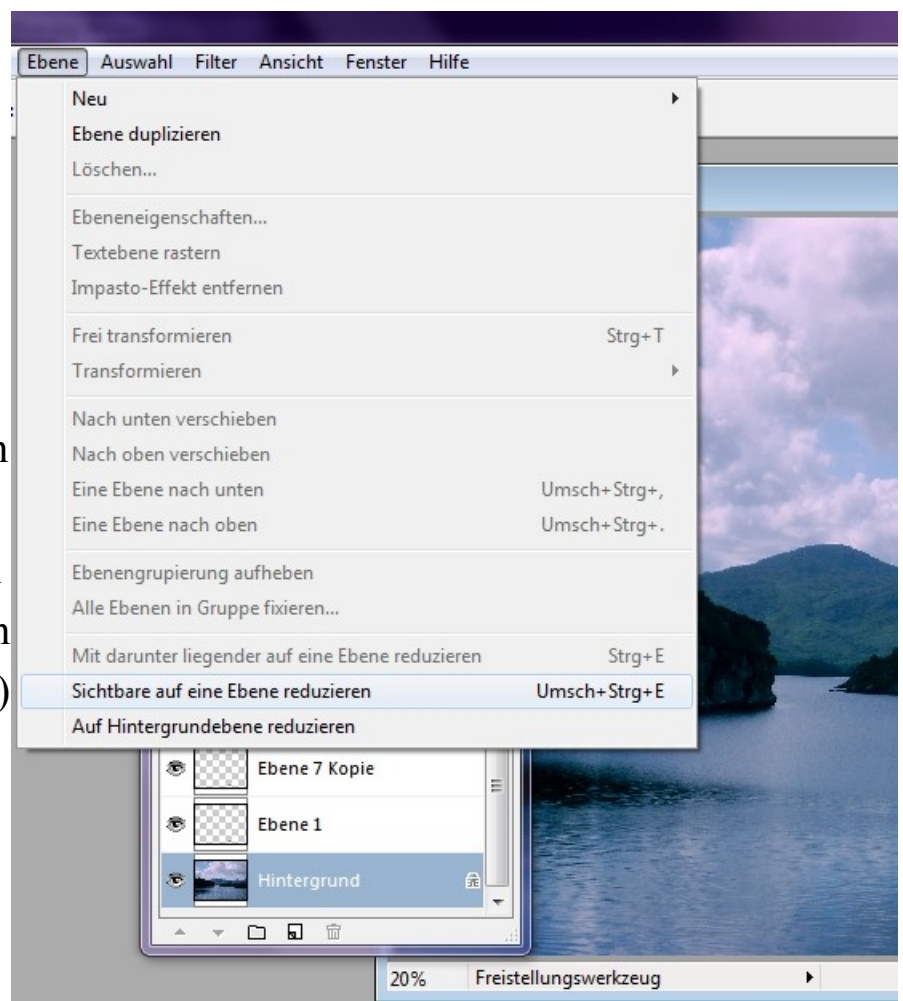 Ebene Auswahl Filter Ansicht Fenster Hilfe
Neu
Ebene duplizieren
Löschen...
Ebeneneigenschaften...
Textebene rastern
Impasto-Effekt entfernen
Frei transformieren Strg+T
Transformieren
Nach unten verschieben
Nach oben verschieben
Eine Ebene nach unten Umsch+Strg+,
Eine Ebene nach oben Umsch+Strg+.
Ebenengrupierung aufheben
Alle Ebenen in Gruppe fixieren...
Mit darunter liegender auf eine Ebene reduzieren Strg+E
Sichtbare auf eine Ebene reduzieren Umsch+Strg+E
Auf Hintergrundebene reduzieren
Ebene 7 Kopie
Ebene 1
Hintergrund
20% Freistellungswerkzeug